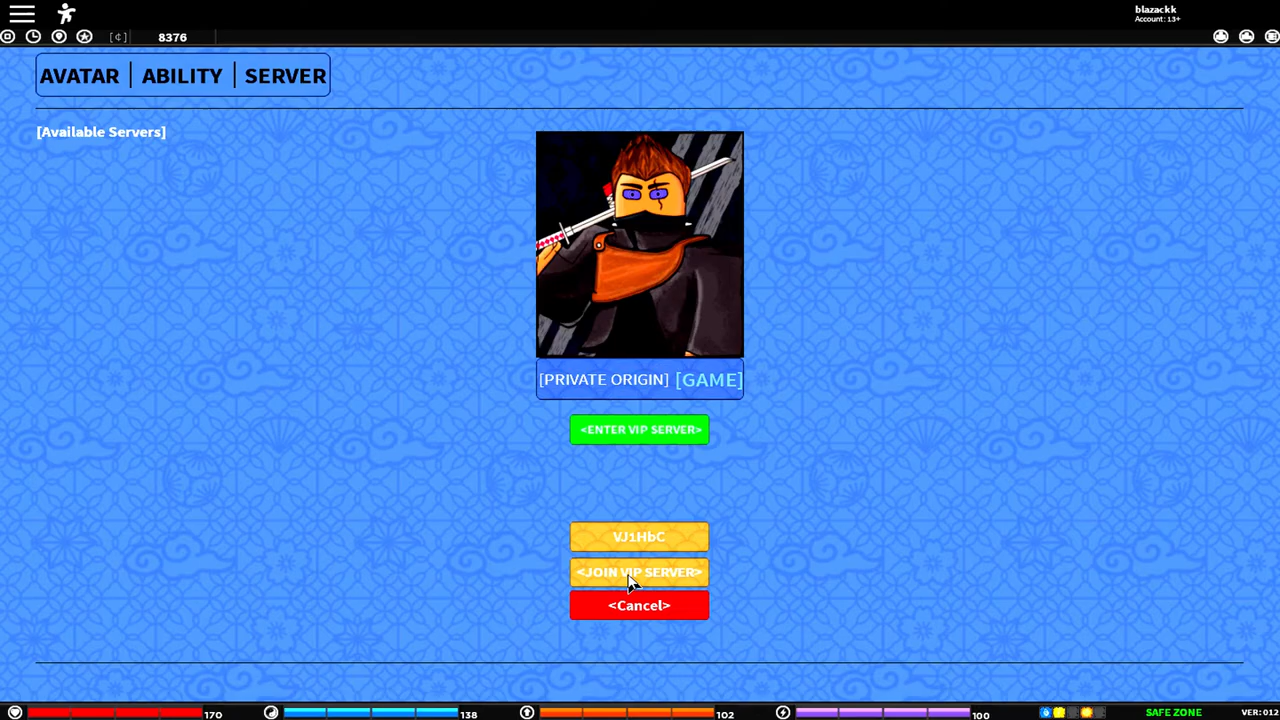 blazackk
Account: 13+
[¢] 8376
AVATAR | ABILITY | SERVER
[Available Servers]
[PRIVATE ORIGIN] [GAME]
<ENTER VIP SERVER>
VJ1HbC
<JOIN VIP SERVER>
<Cancel>
170 138 102 100 SAFE ZONE VER:012